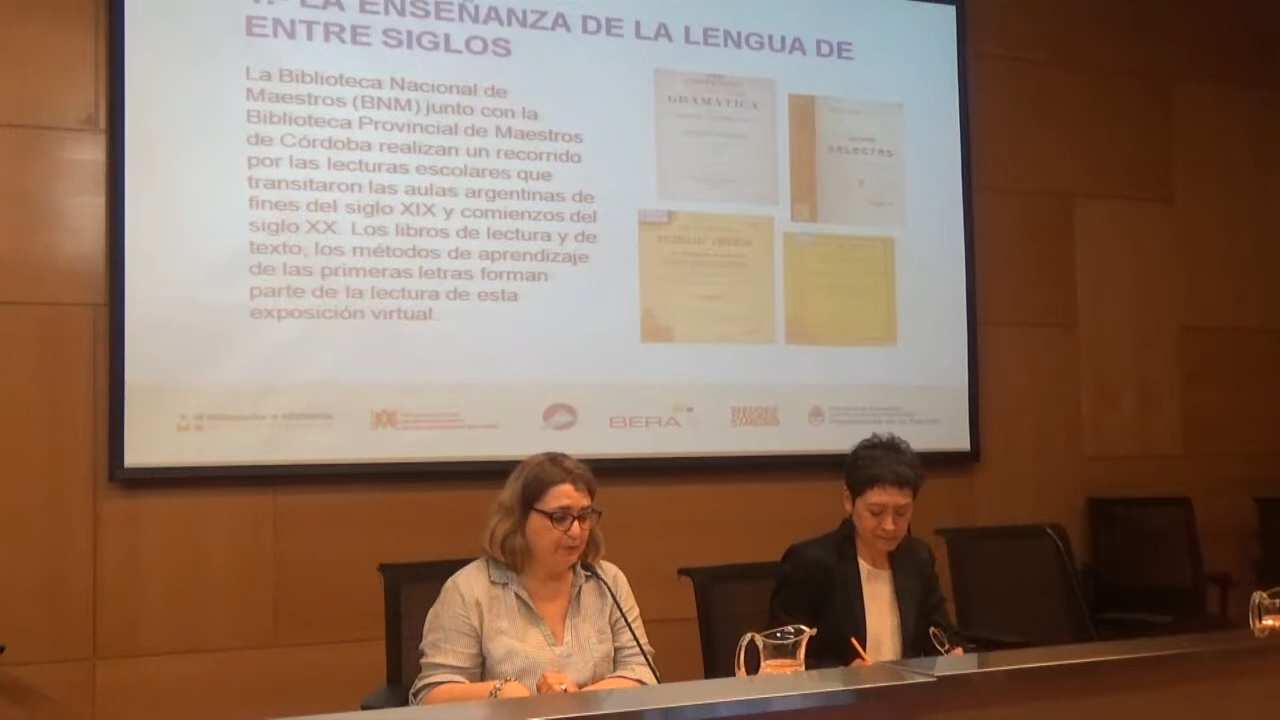 LA ENSEÑANZA DE LA LENGUA DE
ENTRE SIGLOS
La Biblioteca Nacional de
Maestros (BNM) junto con la
Biblioteca Provincial de Maestros
de Córdoba realizan un recorrido
por las lecturas escolares que
transitaron las aulas argentinas de
fines del siglo XIX y comienzos del
siglo XX. Los libros de lectura y de
texto, los métodos de aprendizaje
de las primeras letras forman
parte de la lectura de esta
exposición virtual.
GRAMATICA
SELECTAS
BERA